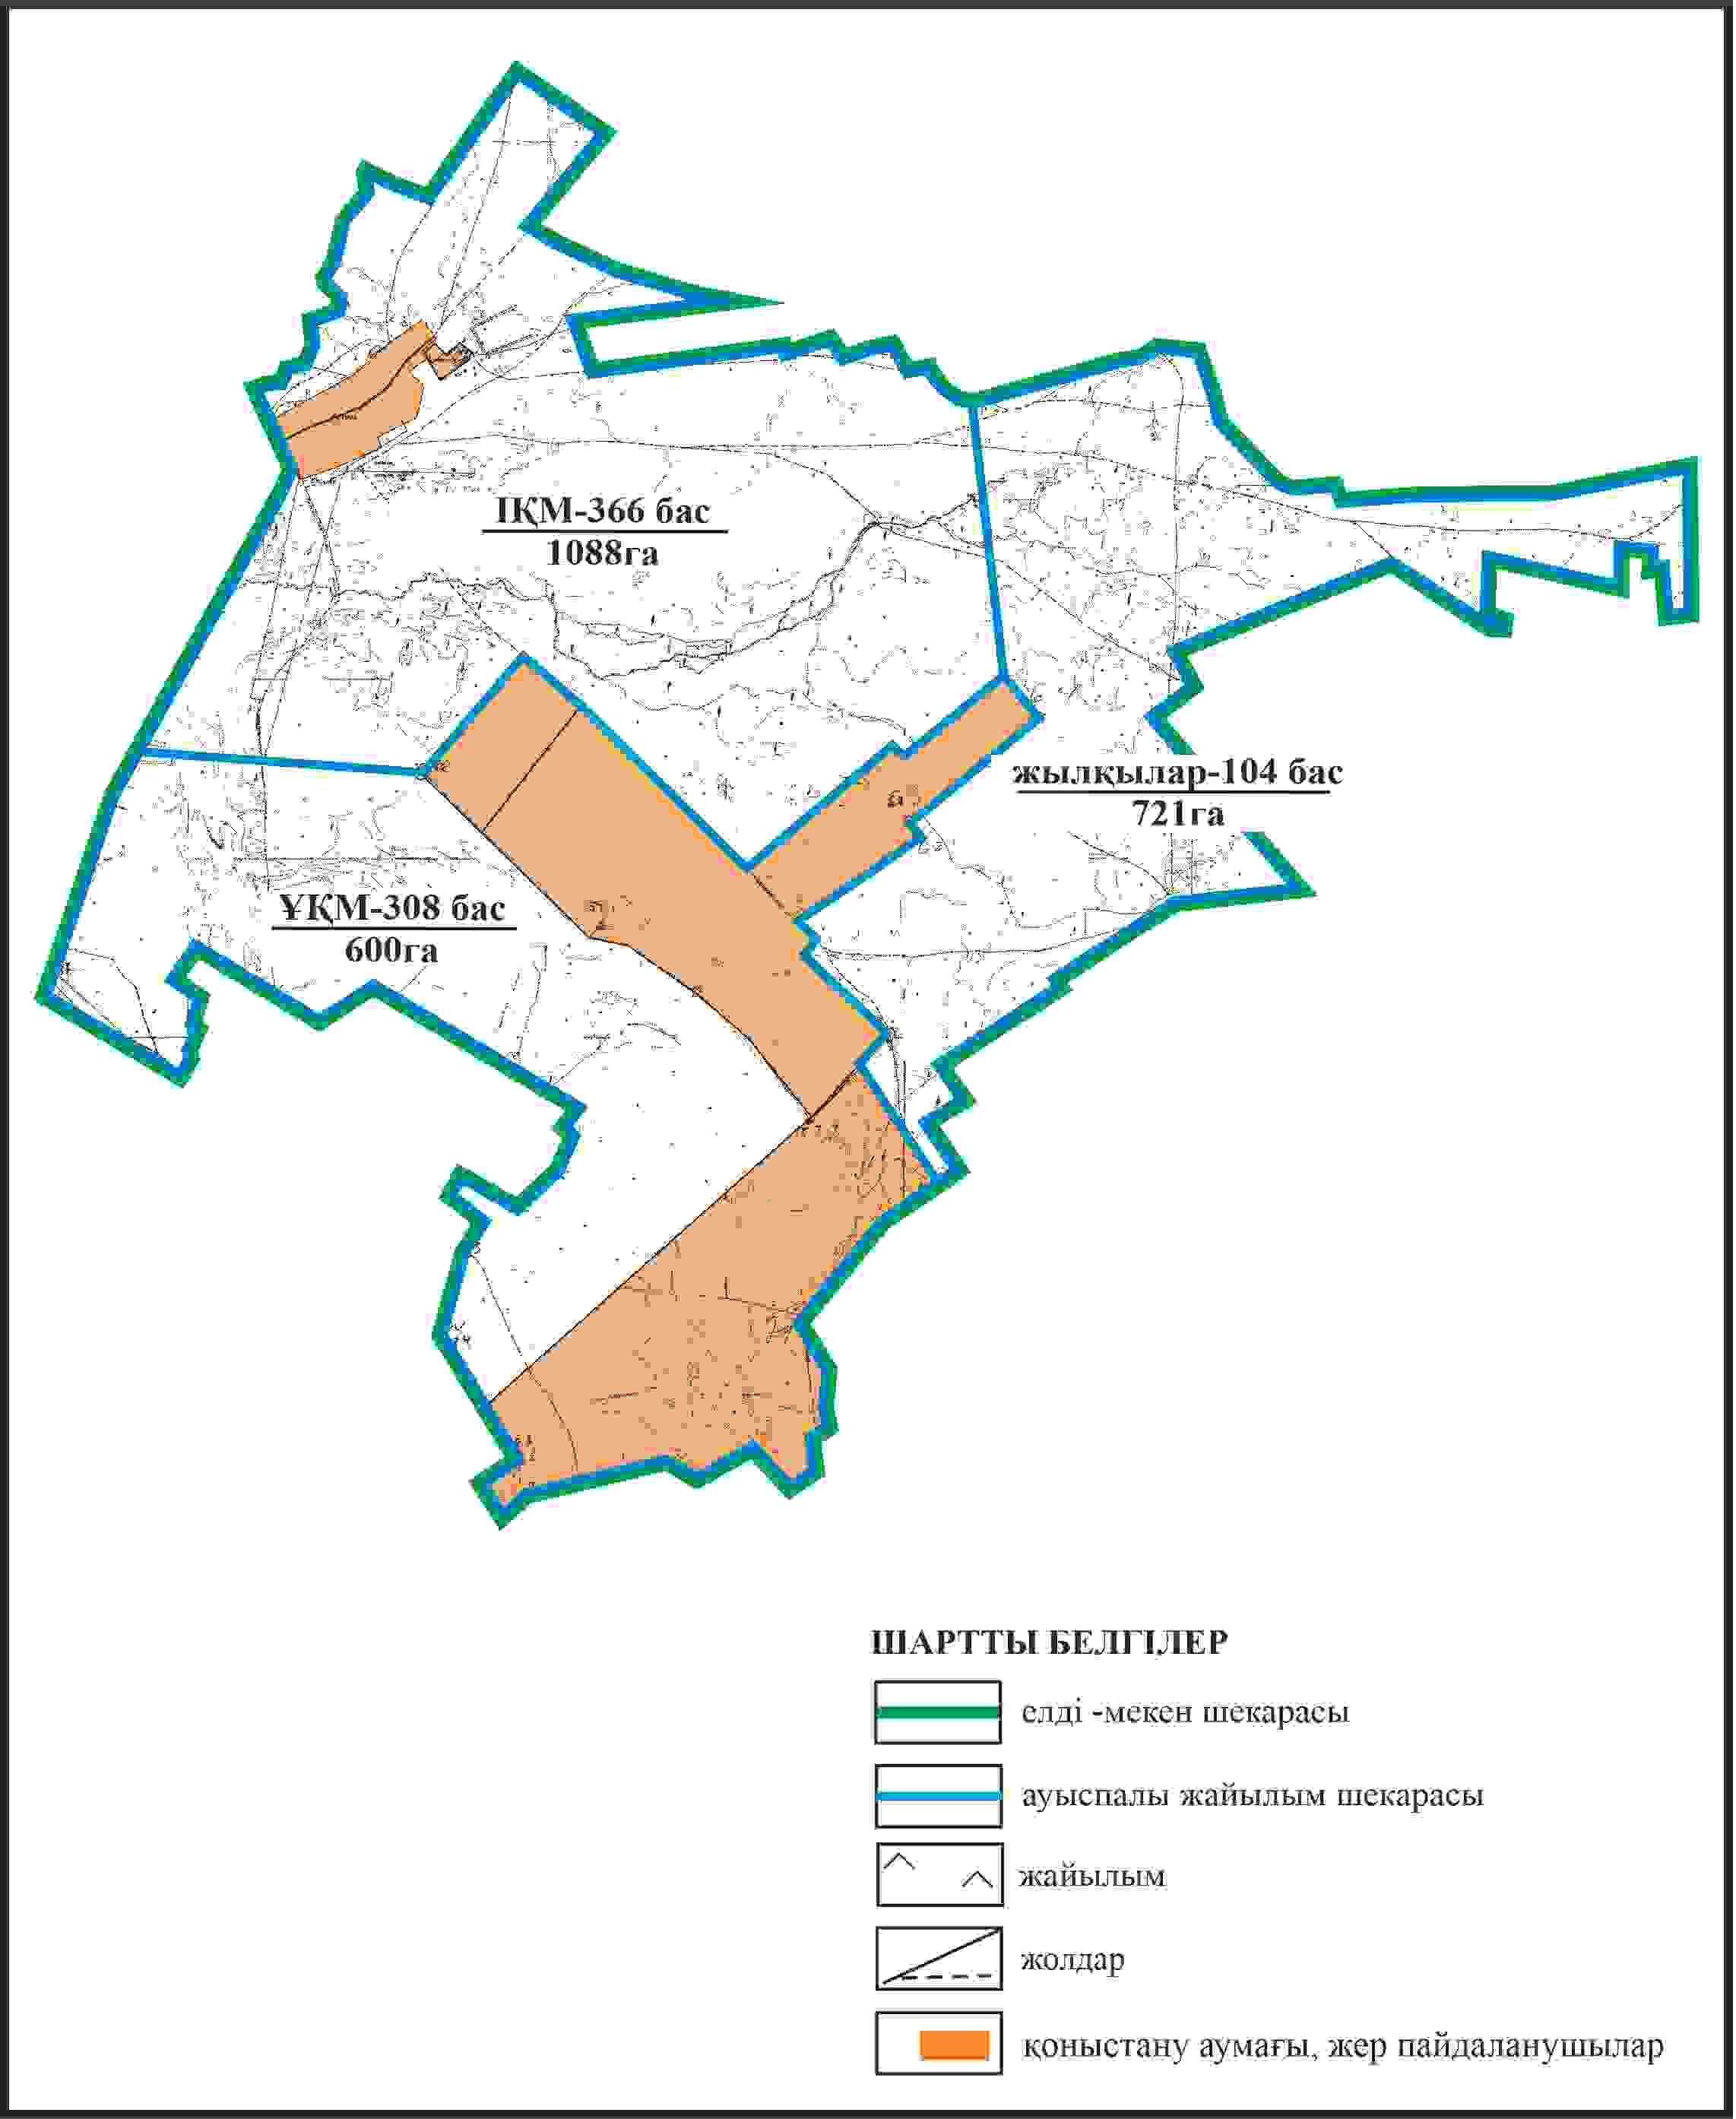 ІҚМ-366 бас
1088га
жылқылар-104 бас
721га
ҰҚМ-308 бас
600га
ШАРТТЫ БЕЛГІЛЕР
елді -мекен шекарасы
ауыспалы жайылым шекарасы
жайылым
жолдар
қоныстану аумағы, жер пайдаланушылар